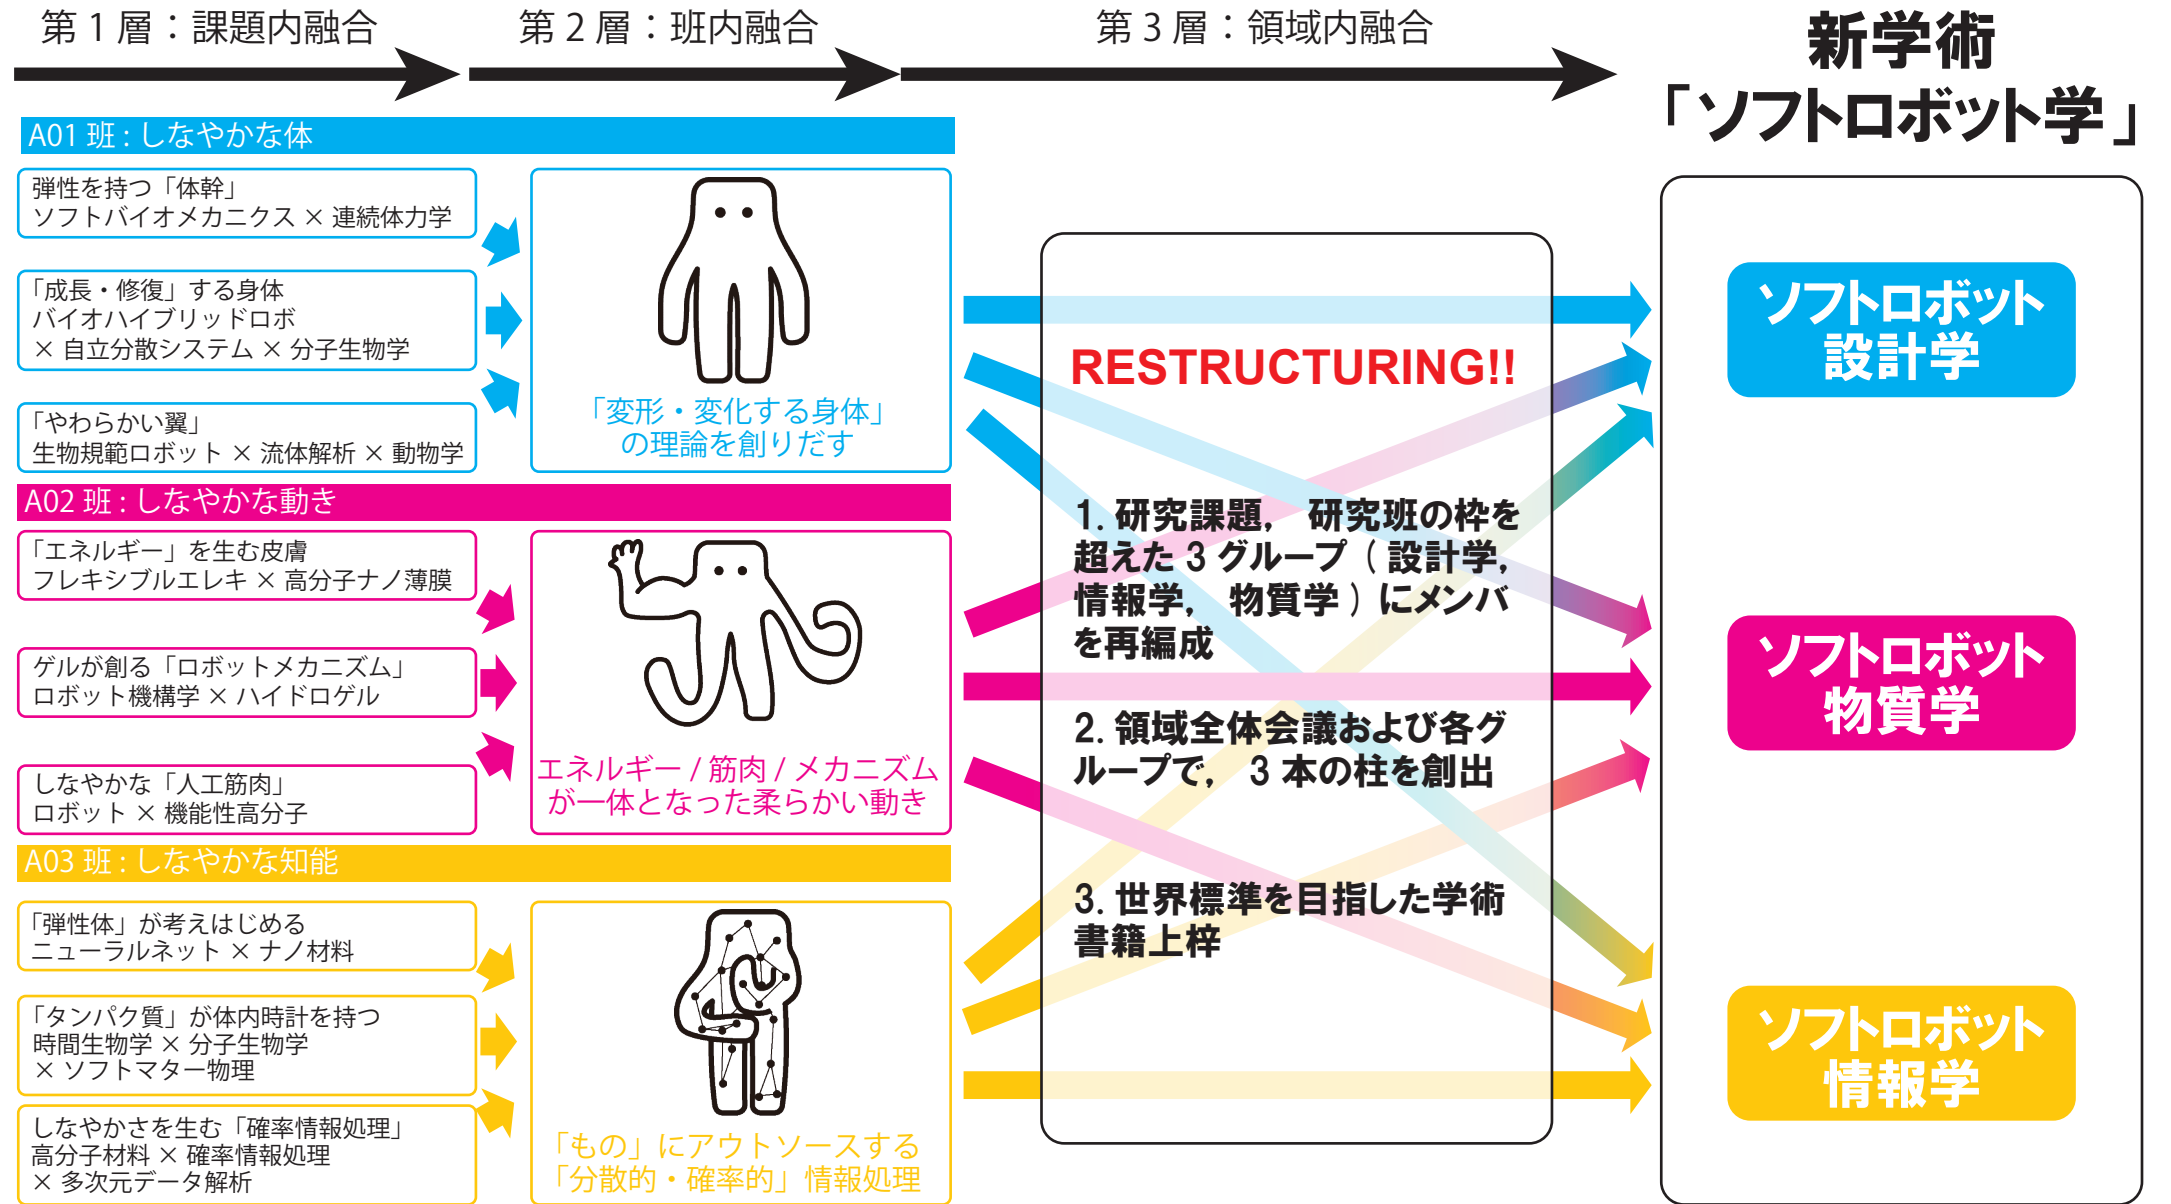 第1層：課題内融合
第2層：班内融合
第3層：領域内融合
新学術
「ソフトロボット学」
A01 班 : しなやかな体
弾性を持つ「体幹」
ソフトバイオメカニクス × 連続体力学
「成長・修復」する身体
バイオハイブリッドロボ
× 自立分散システム × 分子生物学
「やわらかい翼」
生物規範ロボット × 流体解析 × 動物学
「変形・変化する身体」
の理論を創りだす
A02 班 : しなやかな動き
「エネルギー」を生む皮膚
フレキシブルエレキ × 高分子ナノ薄膜
ゲルが創る「ロボットメカニズム」
ロボット機構学 × ハイドロゲル
しなやかな「人工筋肉」
ロボット × 機能性高分子
エネルギー / 筋肉 / メカニズム
が一体となった柔らかい動き
A03 班 : しなやかな知能
「弾性体」が考えはじめる
ニューラルネット × ナノ材料
「タンパク質」が体内時計を持つ
時間生物学 × 分子生物学
× ソフトマター物理
しなやかさを生む「確率情報処理」
高分子材料 × 確率情報処理
× 多次元データ解析
「もの」にアウトソースする
「分散的・確率的」情報処理
RESTRUCTURING!!
1. 研究課題， 研究班の枠を
超えた 3 グループ ( 設計学，
情報学， 物質学 ) にメンバ
を再編成
2. 領域全体会議および各グ
ループで， 3 本の柱を創出
3. 世界標準を目指した学術
書籍上梓
ソフトロボット
設計学
ソフトロボット
物質学
ソフトロボット
情報学